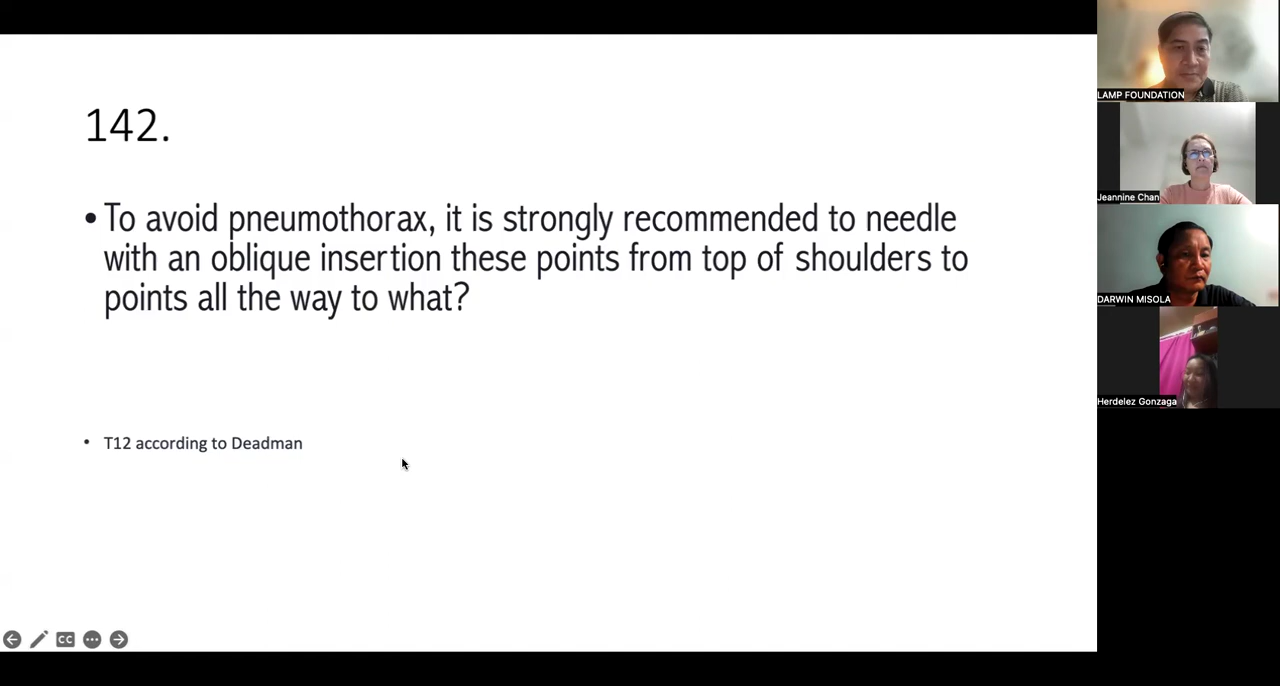 142.
• To avoid pneumothorax, it is strongly recommended to needle
with an oblique insertion these points from top of shoulders to
points all the way to what?
• T12 according to Deadman
CC
LAMP FOUNDATION
Jeannine Chan
DARWIN MISOLA
Herdelez Gonzaga